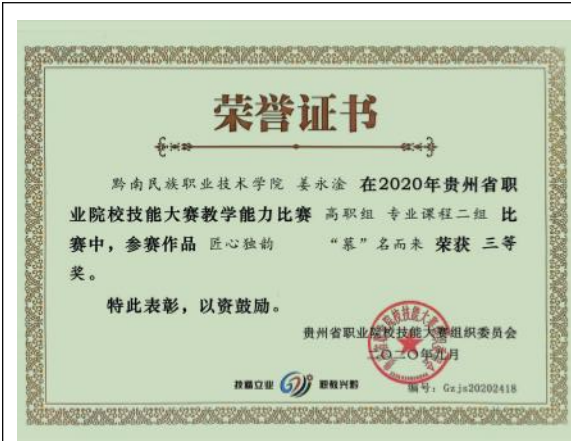 荣誉证书
黔南民族职业技术学院 姜永淦 在2020年贵州省职
业院校技能大赛教学能力比赛 高职组 专业课程二组 比
赛中，参赛作品 匠心独韵 “慕”名而来 荣获 三等
奖。
特此表彰，以资鼓励。
贵州省职业院校技能大赛组织委员会
二〇二〇年九月
技能立业 职教兴黔
编号：Gzjs20202418